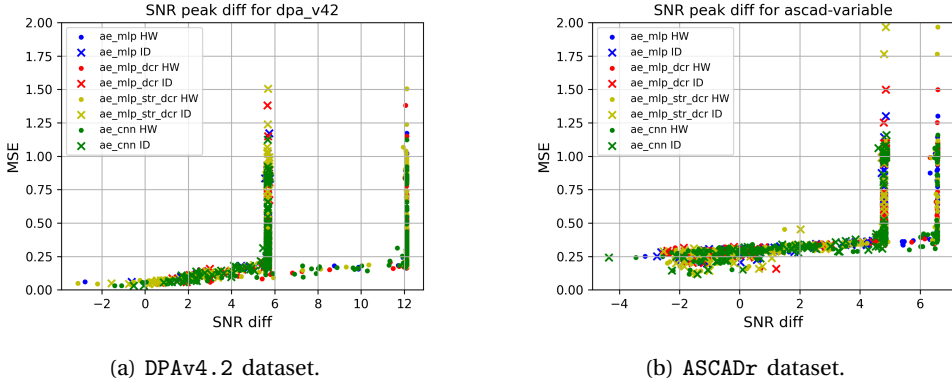 SNR peak diff for dpa_v42
2.00
1.75
1.50
1.25
1.00
0.75
0.50
0.25
0.00
MSE
ae_mlp HW
ae_mlp ID
ae_mlp_dcr HW
ae_mlp_dcr ID
ae_mlp_str_dcr HW
ae_mlp_str_dcr ID
ae_cnn HW
ae_cnn ID
−2 0 2 4 6 8 10 12
SNR diff
(a) DPAv4.2 dataset.
SNR peak diff for ascad-variable
2.00
1.75
1.50
1.25
1.00
0.75
0.50
0.25
0.00
MSE
ae_mlp HW
ae_mlp ID
ae_mlp_dcr HW
ae_mlp_dcr ID
ae_mlp_str_dcr HW
ae_mlp_str_dcr ID
ae_cnn HW
ae_cnn ID
−4 −2 0 2 4 6
SNR diff
(b) ASCADr dataset.